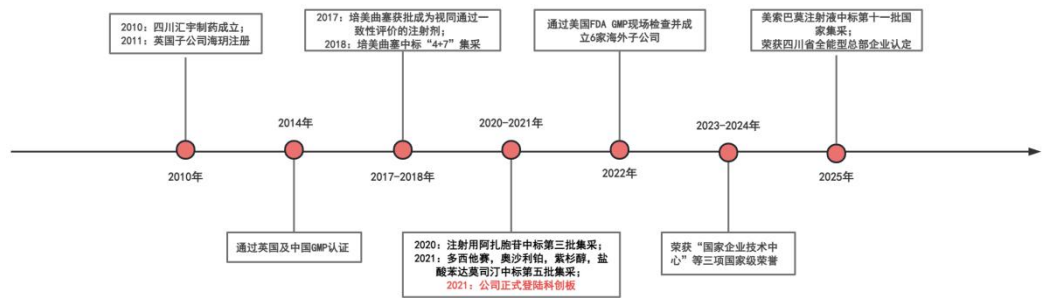 2010：四川汇宇制药成立；
2011：英国子公司海玥注册
2010年
2014年
通过英国及中国GMP认证
2017：培美曲塞获批成为视同通过一
致性评价的注射剂；
2018：培美曲塞中标“4+7”集采
2017-2018年
2020-2021年
2020：注射用阿扎胞苷中标第三批集采；
2021：多西他赛，奥沙利铂，紫杉醇，盐
酸苯达莫司汀中标第五批集采；
2021：公司正式登陆科创板
通过美国FDA GMP现场检查并成
立6家海外子公司
2022年
2023-2024年
荣获“国家企业技术中
心”等三项国家级荣誉
美索巴莫注射液中标第十一批国
家集采；
荣获四川省全能型总部企业认定
2025年